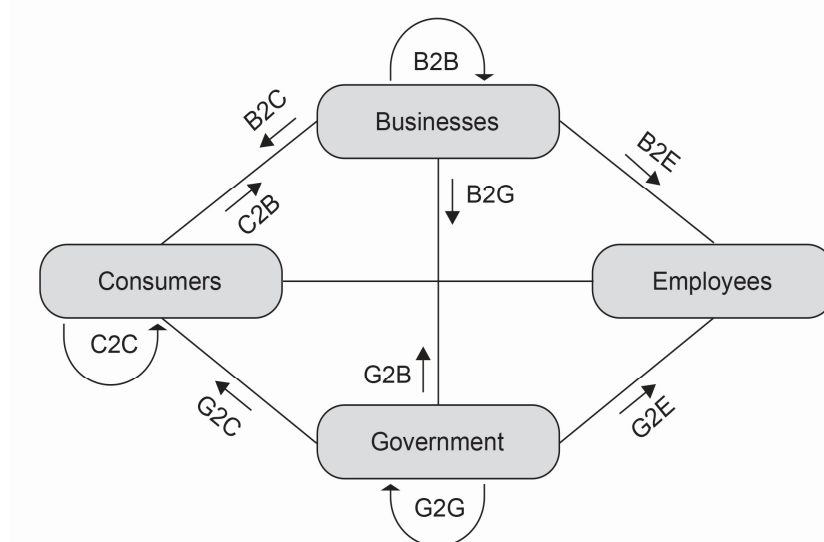 B2B
Businesses
B2C
B2E
C2B
B2G
Consumers
Employees
C2C
G2B
G2C
G2E
Government
G2G